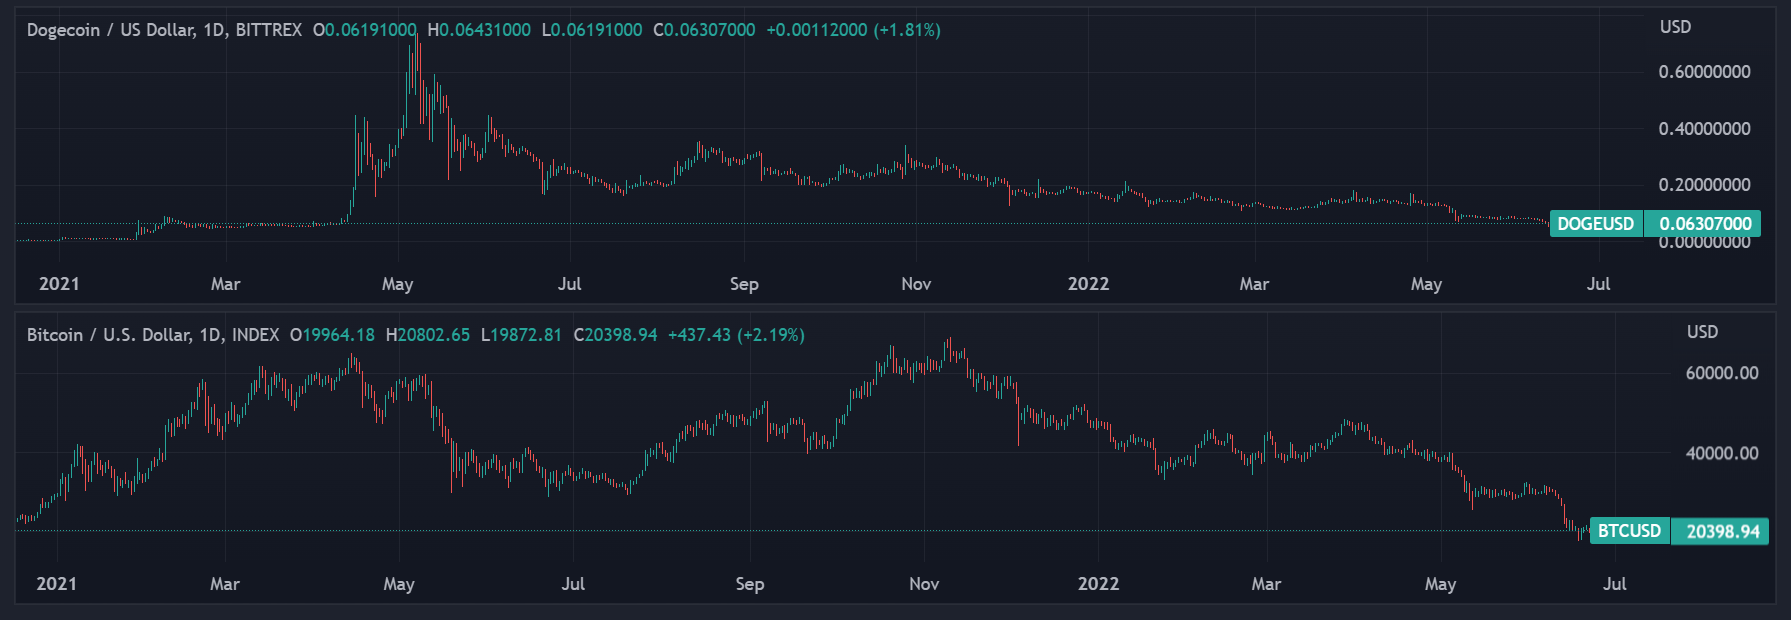 Dogecoin / US Dollar, 1D, BITTREX O0.06191000 H0.06431000 L0.06191000 C0.06307000 +0.00112000 (+1.81%)
USD
0.60000000
0.40000000
0.20000000
DOGEUSD 0.06307000
0.00000000
2021 Mar May Jul Sep Nov 2022 Mar May Jul
Bitcoin / U.S. Dollar, 1D, INDEX O19964.18 H20802.65 L19872.81 C20398.94 +437.43 (+2.19%)
USD
60000.00
40000.00
BTCUSD 20398.94
2021 Mar May Jul Sep Nov 2022 Mar May Jul